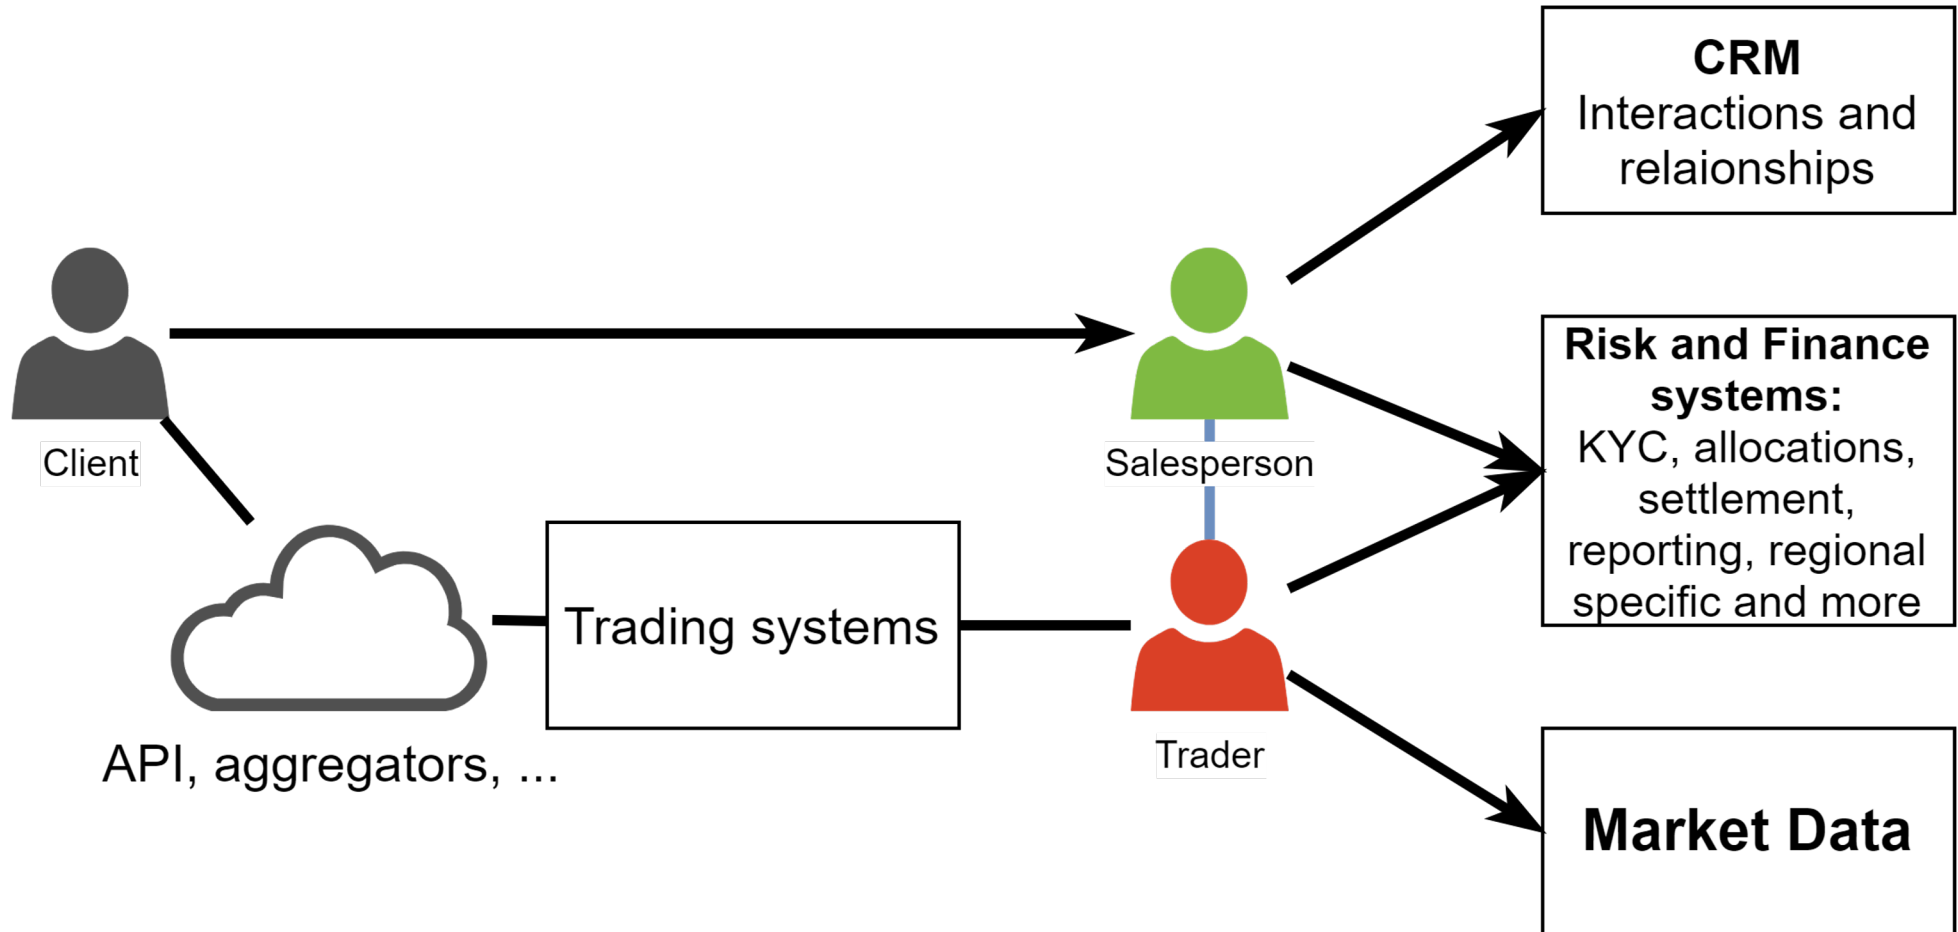 CRM
Interactions and
relaionships
Client
Salesperson
Risk and Finance
systems:
KYC, allocations,
settlement,
reporting, regional
specific and more
Trading systems
API, aggregators, ...
Trader
Market Data